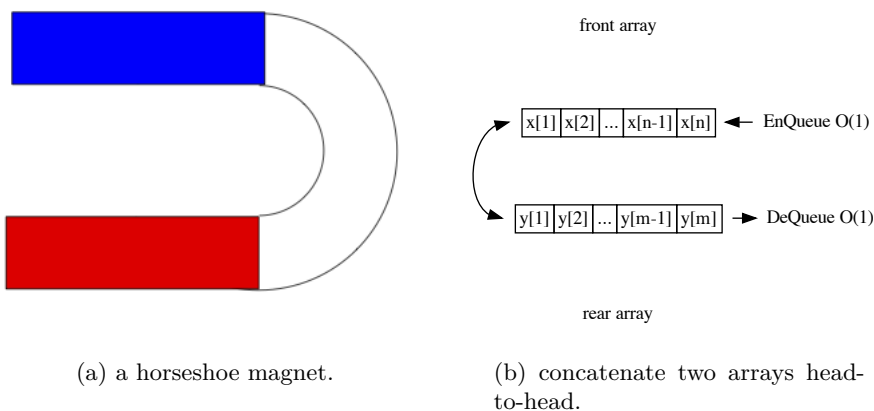 front array
x[1] x[2] ... x[n-1] x[n] EnQueue O(1)
y[1] y[2] ... y[m-1] y[m] DeQueue O(1)
rear array
(a) a horseshoe magnet.
(b) concatenate two arrays head-
to-head.